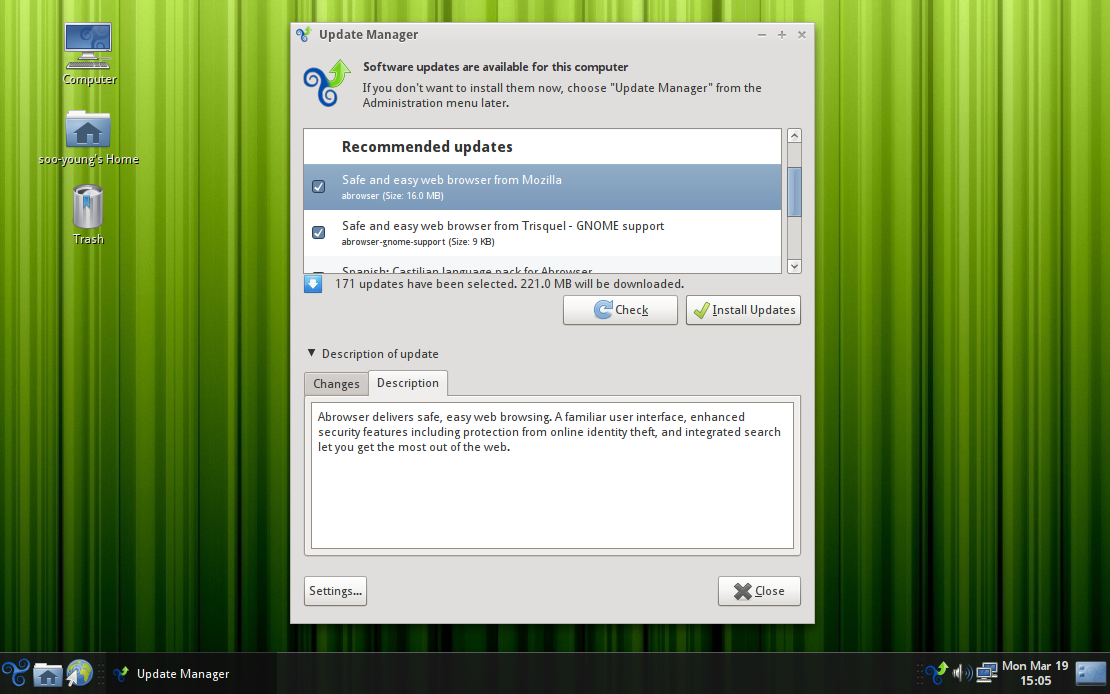 Computer
soo-young's Home
Trash
Update Manager
Software updates are available for this computer
If you don't want to install them now, choose "Update Manager" from the
Administration menu later.
Recommended updates
Safe and easy web browser from Mozilla
abrowser (Size: 16.0 MB)
Safe and easy web browser from Trisquel - GNOME support
abrowser-gnome-support (Size: 9 KB)
Spanish; Castilian language pack for Abrowser
171 updates have been selected. 221.0 MB will be downloaded.
Check
Install Updates
Description of update
Changes
Description
Abrowser delivers safe, easy web browsing. A familiar user interface, enhanced
security features including protection from online identity theft, and integrated search
let you get the most out of the web.
Settings...
Close
Update Manager
Mon Mar 19
15:05